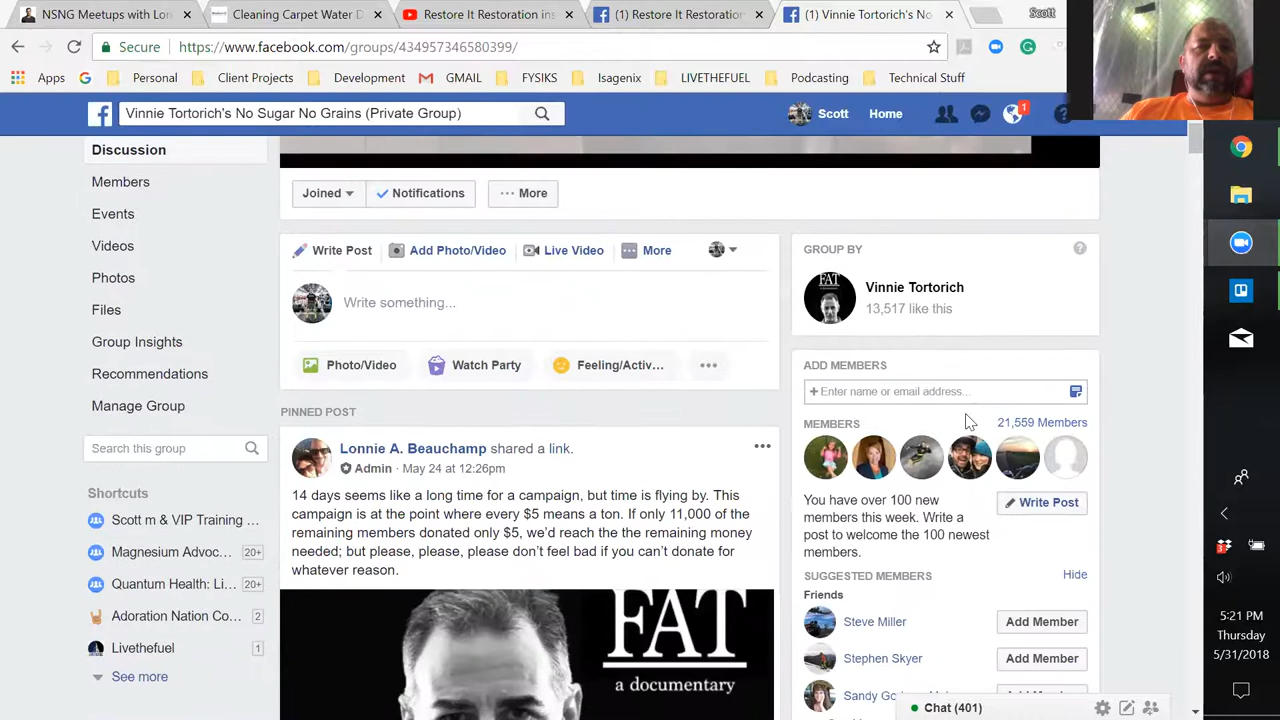 NSNG Meetups with Lon
Cleaning Carpet Water D
Restore It Restoration ins
(1) Restore It Restoration
(1) Vinnie Tortorich's No
Scott
Secure
https://www.facebook.com/groups/434957346580399/
Apps
Personal
Client Projects
Development
GMAIL
FYSIKS
Isagenix
LIVETHEFUEL
Podcasting
Technical Stuff
Vinnie Tortorich's No Sugar No Grains (Private Group)
Scott
Home
1
Discussion
Members
Events
Videos
Photos
Files
Group Insights
Recommendations
Manage Group
Search this group
Shortcuts
Scott m & VIP Training ...
Magnesium Advoc... 20+
Quantum Health: Li... 20+
Adoration Nation Co... 2
Livethefuel 1
See more
Joined
Notifications
More
Write Post
Add Photo/Video
Live Video
More
Write something...
Photo/Video
Watch Party
Feeling/Activ...
PINNED POST
Lonnie A. Beauchamp shared a link.
Admin · May 24 at 12:26pm
14 days seems like a long time for a campaign, but time is flying by. This
campaign is at the point where every $5 means a ton. If only 11,000 of the
remaining members donated only $5, we'd reach the the remaining money
needed; but please, please, please don't feel bad if you can't donate for
whatever reason.
FAT
a documentary
GROUP BY
FAT
Vinnie Tortorich
13,517 like this
ADD MEMBERS
+ Enter name or email address...
MEMBERS
21,559 Members
You have over 100 new
members this week. Write a
post to welcome the 100 newest
members.
Write Post
SUGGESTED MEMBERS
Hide
Friends
Steve Miller
Add Member
Stephen Skyer
Add Member
Chat (401)
5:21 PM
Thursday
5/31/2018